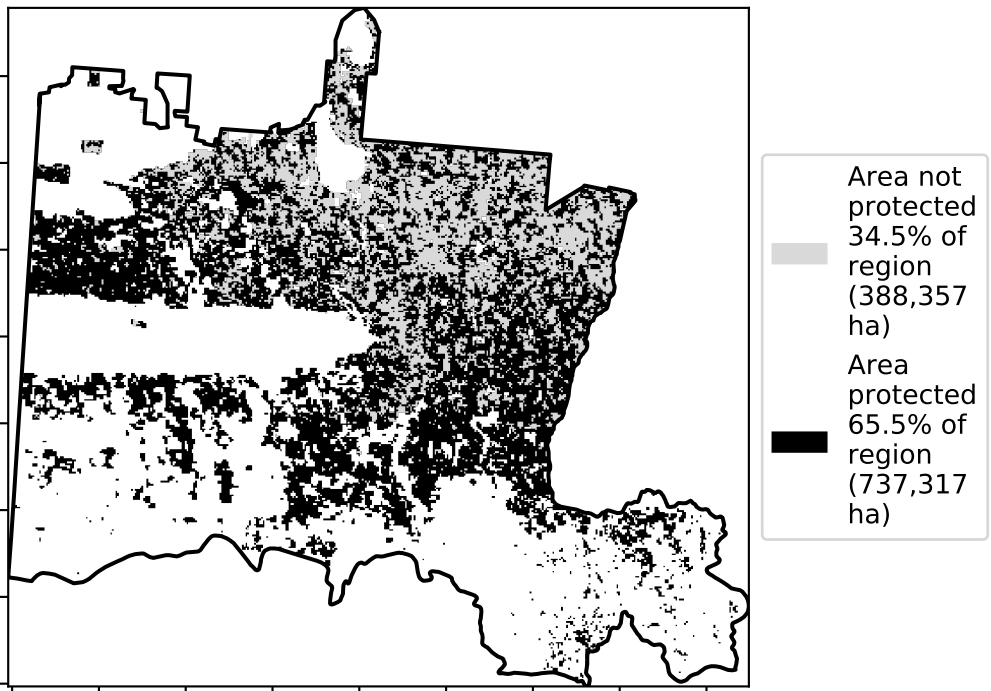 Area not
protected
34.5% of
region
(388,357
ha)
Area
protected
65.5% of
region
(737,317
ha)